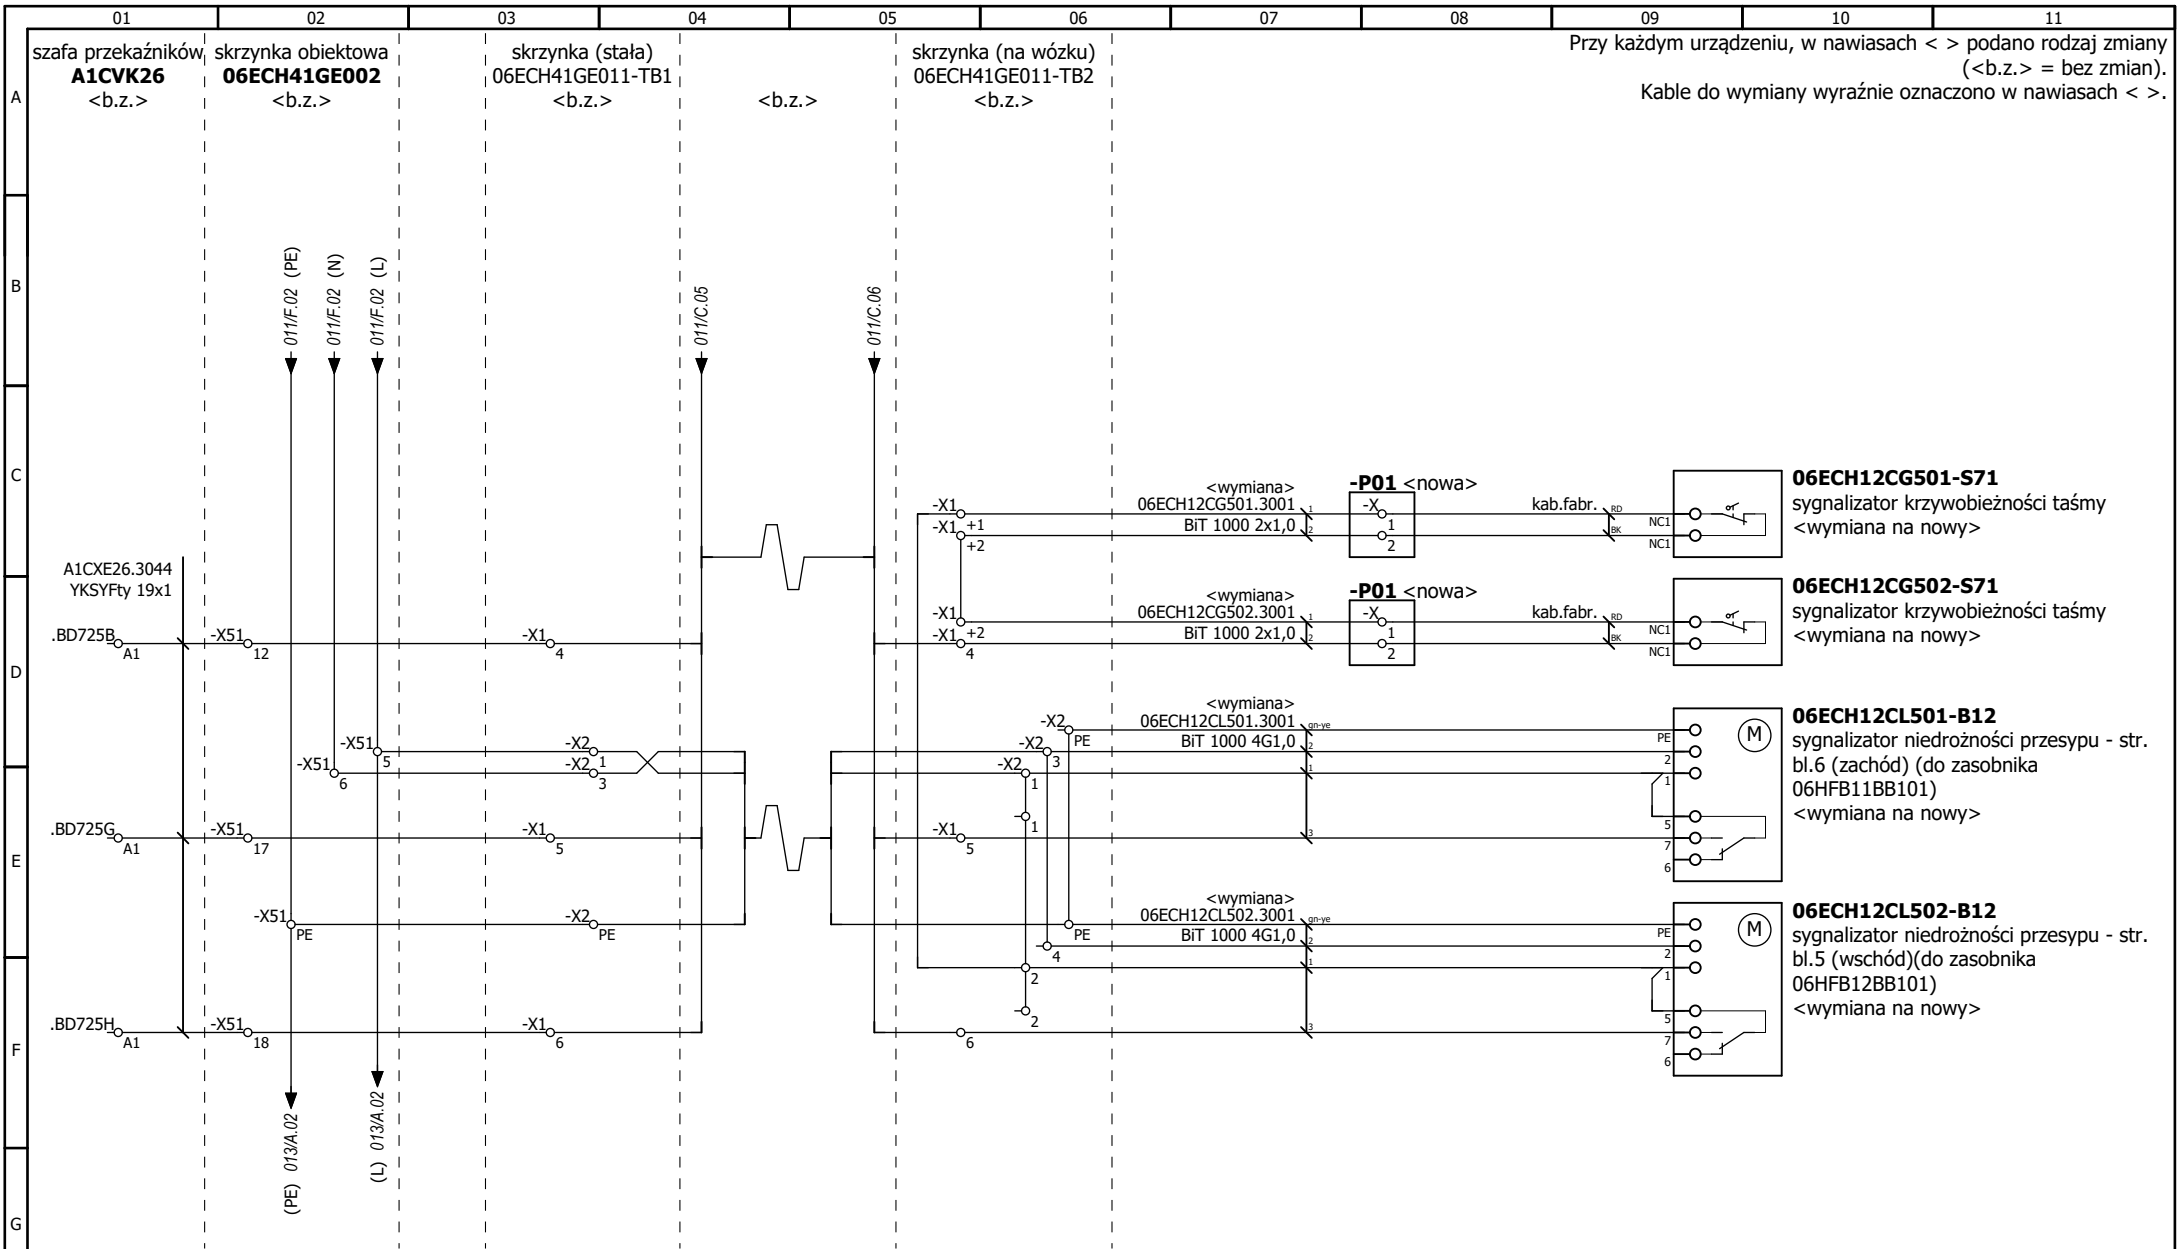 01 02 03 04 05 06 07 08 09 10 11
szafa przekaźników
A1CVK26
<b.z.>
skrzynka obiektowa
06ECH41GE002
<b.z.>
skrzynka (stała)
06ECH41GE011-TB1
<b.z.>
<b.z.>
skrzynka (na wózku)
06ECH41GE011-TB2
<b.z.>
Przy każdym urządzeniu, w nawiasach < > podano rodzaj zmiany
(<b.z.> = bez zmian).
Kable do wymiany wyraźnie oznaczono w nawiasach < >.
A
B
C
D
E
F
G
011/F.02 (PE)
011/F.02 (N)
011/F.02 (L)
011/C.05
011/C.06
A1CXE26.3044
YKSYFty 19x1
-X1
-X1 +1
+2
<wymiana>
06ECH12CG501.3001 1
BiT 1000 2x1,0 2
-P01 <nowa>
-X
1
2
kab.fabr. RD
BK
NC1
NC1
06ECH12CG501-S71
sygnalizator krzywobieżności taśmy
<wymiana na nowy>
.BD725B
A1
-X51
12
-X1
4
-X1
-X1 +2
4
<wymiana>
06ECH12CG502.3001 1
BiT 1000 2x1,0 2
-P01 <nowa>
-X
1
2
kab.fabr. RD
BK
NC1
NC1
06ECH12CG502-S71
sygnalizator krzywobieżności taśmy
<wymiana na nowy>
-X51
5
-X51
6
-X2
1
-X2
3
-X2
PE
-X2
3
-X2
1
1
<wymiana>
06ECH12CL501.3001 gn-ye
BiT 1000 4G1,0 2
1
3
PE
2
1
5
7
6
M
06ECH12CL501-B12
sygnalizator niedrożności przesypu - str.
bl.6 (zachód) (do zasobnika
06HFB11BB101)
<wymiana na nowy>
.BD725G
A1
-X51
17
-X1
5
-X1
5
-X51
PE
-X2
PE
PE
4
2
2
<wymiana>
06ECH12CL502.3001 gn-ye
BiT 1000 4G1,0 2
1
3
PE
2
1
5
7
6
M
06ECH12CL502-B12
sygnalizator niedrożności przesypu - str.
bl.5 (wschód)(do zasobnika
06HFB12BB101)
<wymiana na nowy>
.BD725H
A1
-X51
18
-X1
6
6
(PE) 013/A.02
(L) 013/A.02